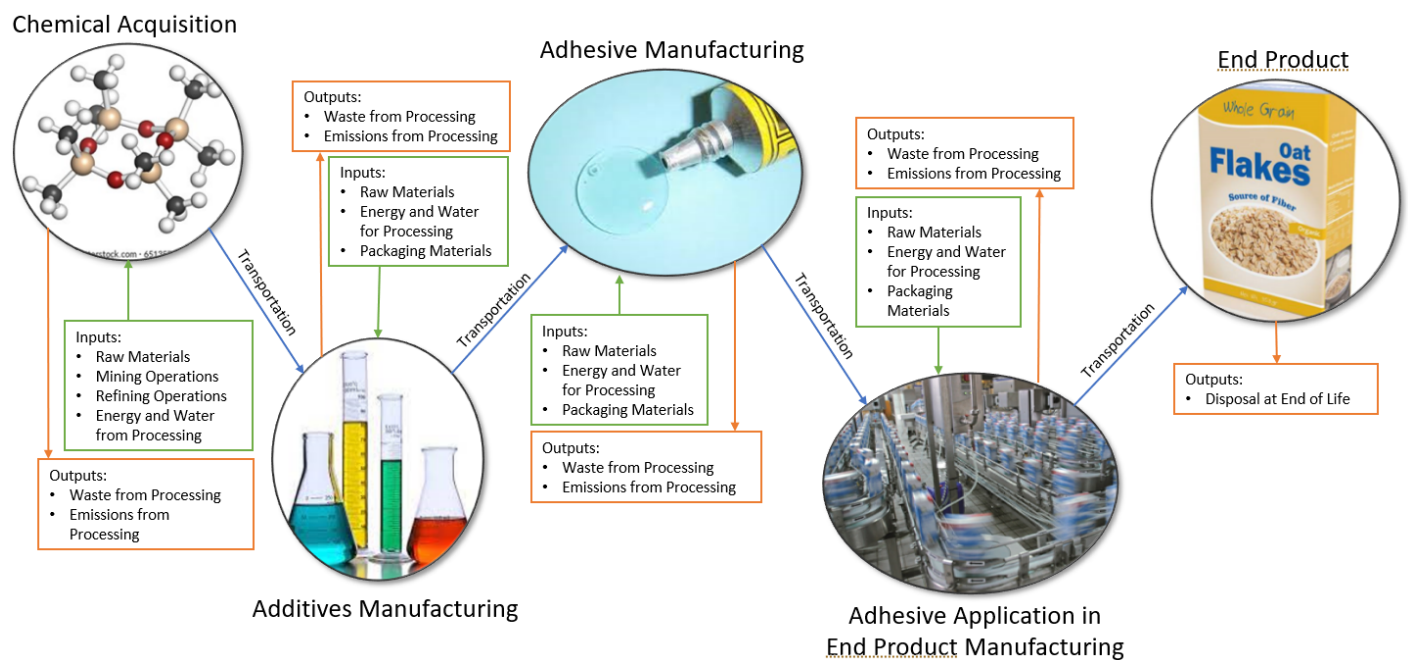 Chemical Acquisition
Outputs:
• Waste from Processing
• Emissions from Processing
Inputs:
• Raw Materials
• Energy and Water
for Processing
• Packaging Materials
Adhesive Manufacturing
Outputs:
• Waste from Processing
• Emissions from Processing
Inputs:
• Raw Materials
• Energy and Water
for Processing
• Packaging
Materials
End Product
Whole Grain
Oat
Flakes
Source of Fiber
Organic
Transportation
Transportation
Transportation
Transportation
Inputs:
• Raw Materials
• Mining Operations
• Refining Operations
• Energy and Water
from Processing
Outputs:
• Waste from Processing
• Emissions from
Processing
Inputs:
• Raw Materials
• Energy and Water
for Processing
• Packaging Materials
Outputs:
• Waste from Processing
• Emissions from Processing
Outputs:
• Disposal at End of Life
Additives Manufacturing
Adhesive Application in
End Product Manufacturing